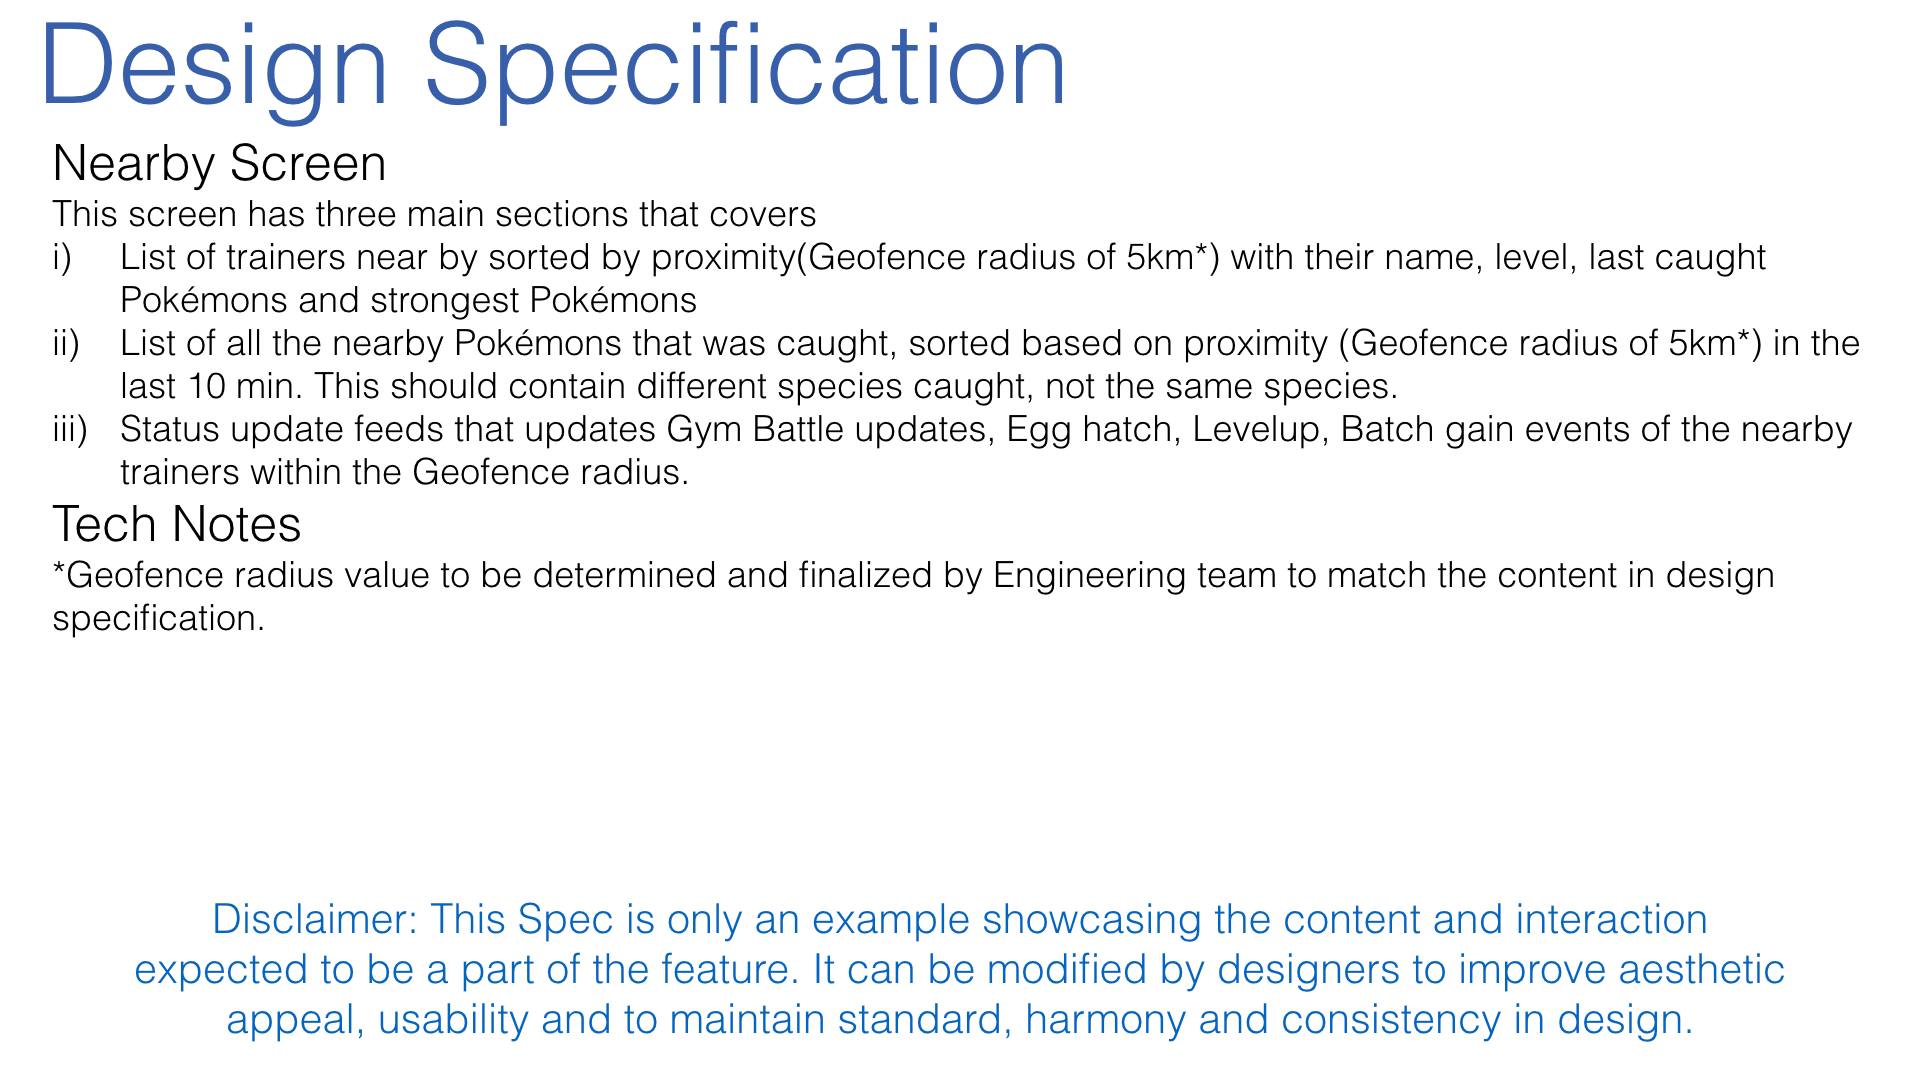 Design Specification
Nearby Screen
This screen has three main sections that covers
i) List of trainers near by sorted by proximity(Geofence radius of 5km*) with their name, level, last caught
Pokémons and strongest Pokémons
ii) List of all the nearby Pokémons that was caught, sorted based on proximity (Geofence radius of 5km*) in the
last 10 min. This should contain different species caught, not the same species.
iii) Status update feeds that updates Gym Battle updates, Egg hatch, Levelup, Batch gain events of the nearby
trainers within the Geofence radius.
Tech Notes
*Geofence radius value to be determined and finalized by Engineering team to match the content in design
specification.
Disclaimer: This Spec is only an example showcasing the content and interaction
expected to be a part of the feature. It can be modified by designers to improve aesthetic
appeal, usability and to maintain standard, harmony and consistency in design.